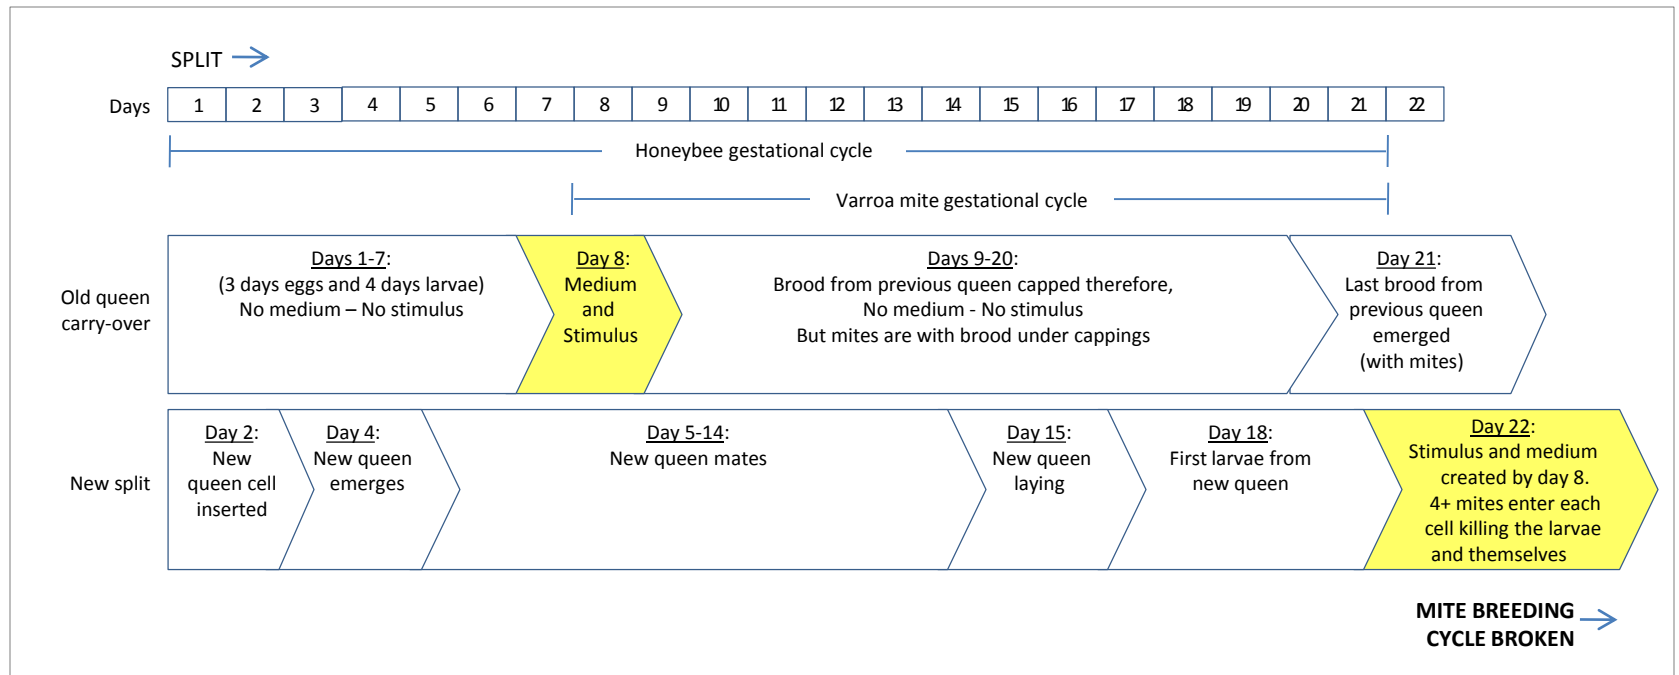 SPLIT
Days 1 2 3 4 5 6 7 8 9 10 11 12 13 14 15 16 17 18 19 20 21 22
Honeybee gestational cycle
Varroa mite gestational cycle
Old queen
carry-over
Days 1-7:
(3 days eggs and 4 days larvae)
No medium – No stimulus
Day 8:
Medium
and
Stimulus
Days 9-20:
Brood from previous queen capped therefore,
No medium - No stimulus
But mites are with brood under cappings
Day 21:
Last brood from
previous queen
emerged
(with mites)
New split
Day 2:
New
queen cell
inserted
Day 4:
New queen
emerges
Day 5-14:
New queen mates
Day 15:
New queen
laying
Day 18:
First larvae from
new queen
Day 22:
Stimulus and medium
created by day 8.
4+ mites enter each
cell killing the larvae
and themselves
MITE BREEDING
CYCLE BROKEN